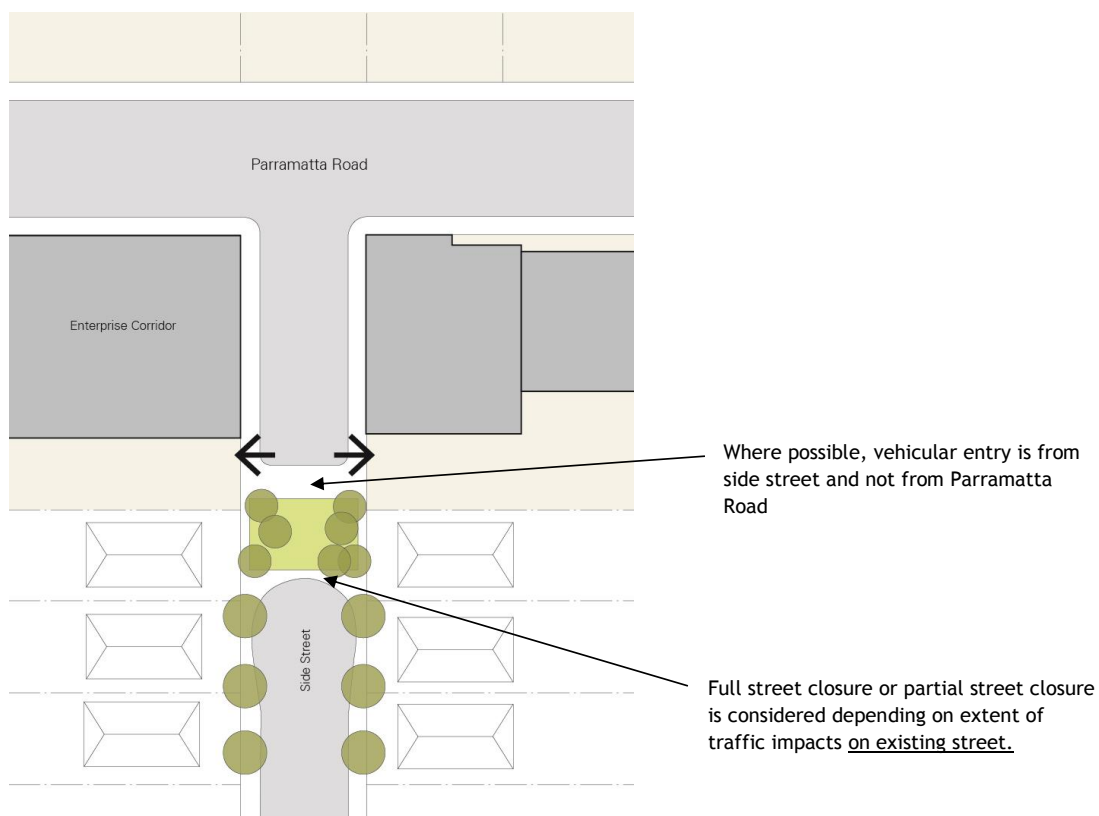 Parramatta Road
Enterprise Corridor
Where possible, vehicular entry is from
side street and not from Parramatta
Road
Side Street
Full street closure or partial street closure
is considered depending on extent of
traffic impacts on existing street.